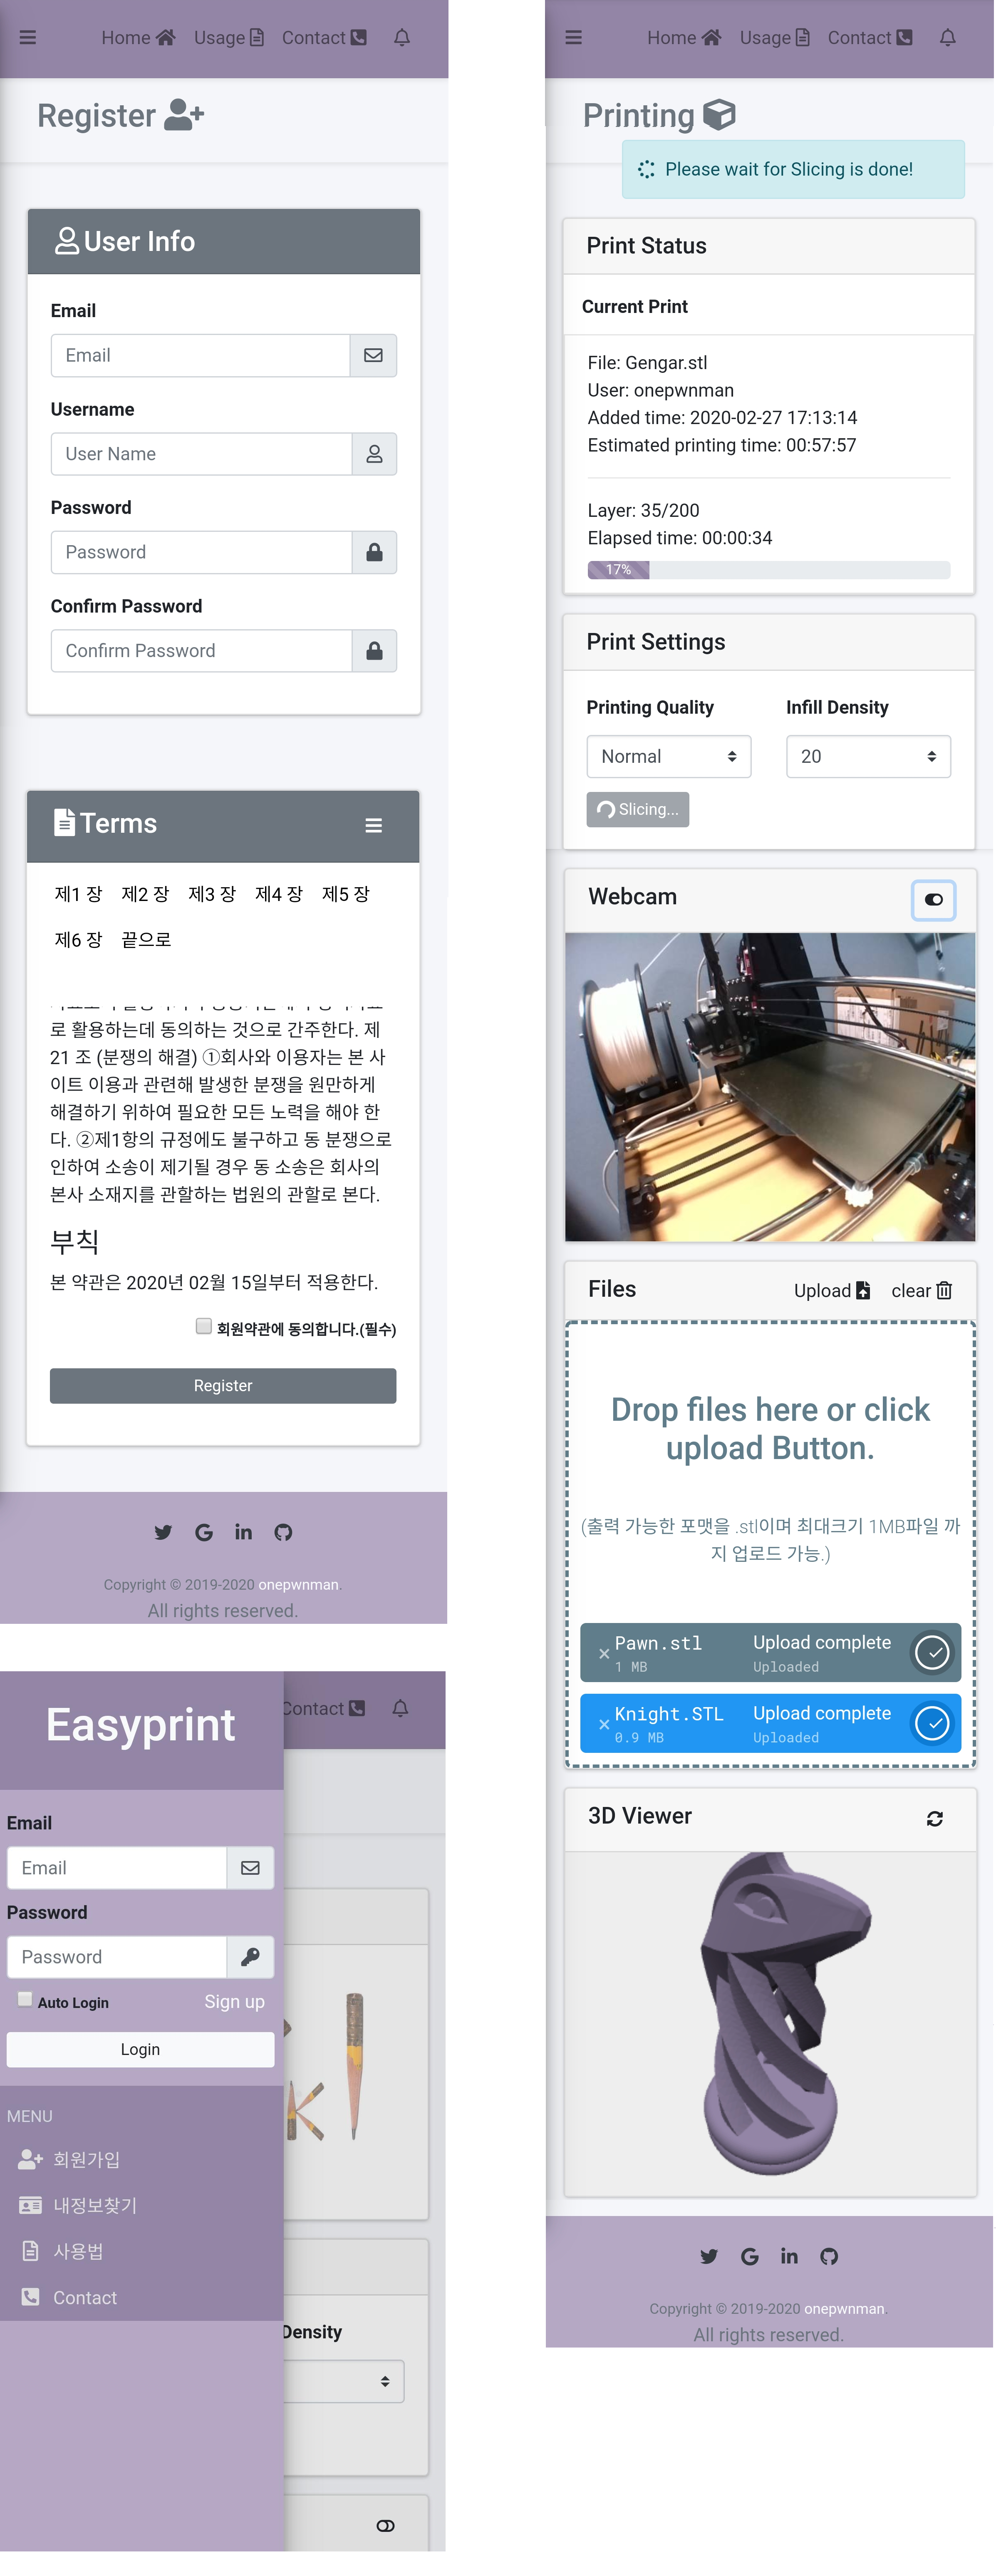 Home Usage Contact
Register
User Info
Email
Email
Username
User Name
Password
Password
Confirm Password
Confirm Password
Terms
제1 장 제2 장 제3 장 제4 장 제5 장
제6 장 끝으로
로 활용하는데 동의하는 것으로 간주한다. 제
21 조 (분쟁의 해결) ①회사와 이용자는 본 사
이트 이용과 관련해 발생한 분쟁을 원만하게
해결하기 위하여 필요한 모든 노력을 해야 한
다. ②제1항의 규정에도 불구하고 동 분쟁으로
인하여 소송이 제기될 경우 동 소송은 회사의
본사 소재지를 관할하는 법원의 관할로 본다.
부칙
본 약관은 2020년 02월 15일부터 적용한다.
회원약관에 동의합니다.(필수)
Register
Copyright © 2019-2020 onepwnman.
All rights reserved.
Easyprint
Contact
Email
Email
Password
Password
Auto Login Sign up
Login
MENU
회원가입
내정보찾기
사용법
Contact
K
Density
Home Usage Contact
Printing
Please wait for Slicing is done!
Print Status
Current Print
File: Gengar.stl
User: onepwnman
Added time: 2020-02-27 17:13:14
Estimated printing time: 00:57:57
Layer: 35/200
Elapsed time: 00:00:34
17%
Print Settings
Printing Quality Infill Density
Normal 20
Slicing...
Webcam
Files Upload clear
Drop files here or click
upload Button.
(출력 가능한 포맷을 .stl이며 최대크기 1MB파일 까
지 업로드 가능.)
Pawn.stl Upload complete
1 MB Uploaded
Knight.STL Upload complete
0.9 MB Uploaded
3D Viewer
Copyright © 2019-2020 onepwnman.
All rights reserved.